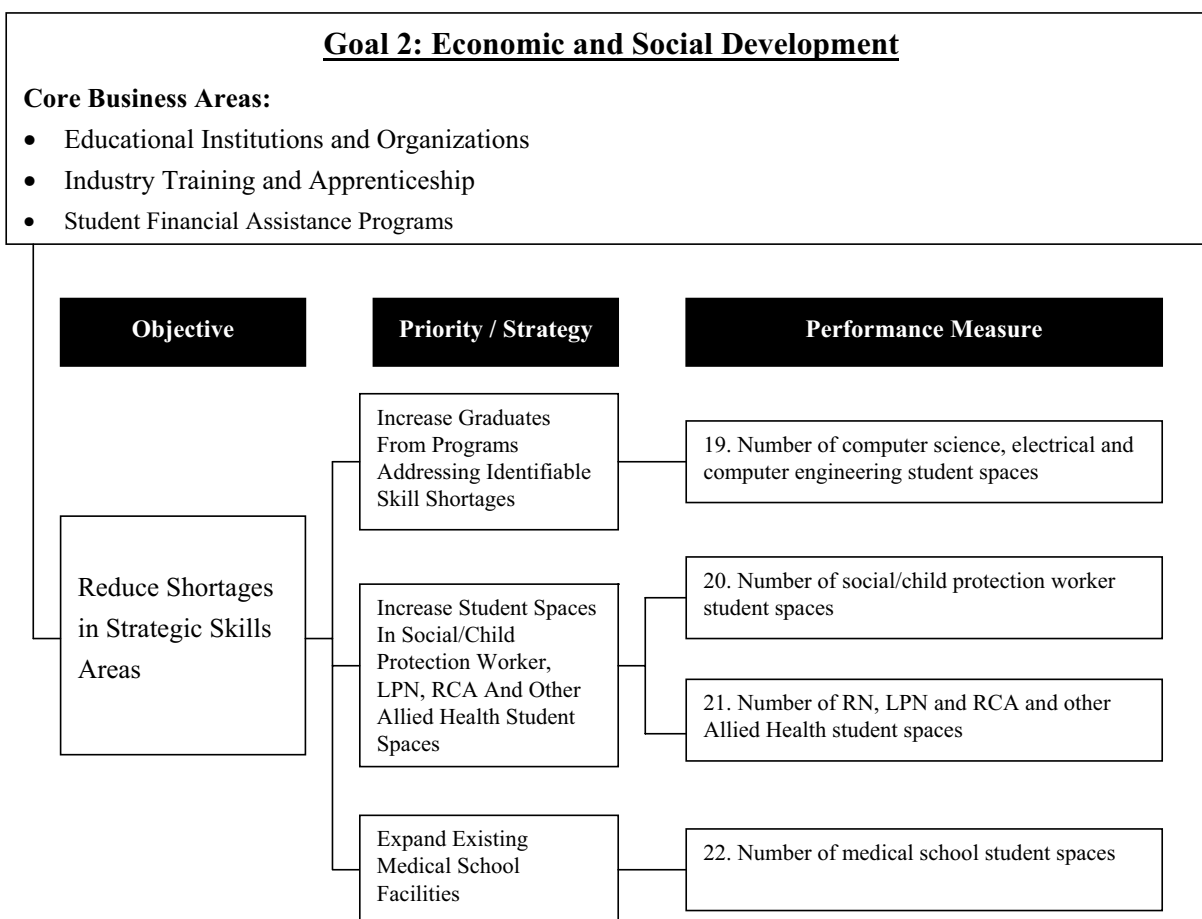 Goal 2: Economic and Social Development
Core Business Areas:
• Educational Institutions and Organizations
• Industry Training and Apprenticeship
• Student Financial Assistance Programs
Objective
Priority / Strategy
Performance Measure
Reduce Shortages
in Strategic Skills
Areas
Increase Graduates
From Programs
Addressing Identifiable
Skill Shortages
19. Number of computer science, electrical and
computer engineering student spaces
Increase Student Spaces
In Social/Child
Protection Worker,
LPN, RCA And Other
Allied Health Student
Spaces
20. Number of social/child protection worker
student spaces
21. Number of RN, LPN and RCA and other
Allied Health student spaces
Expand Existing
Medical School
Facilities
22. Number of medical school student spaces